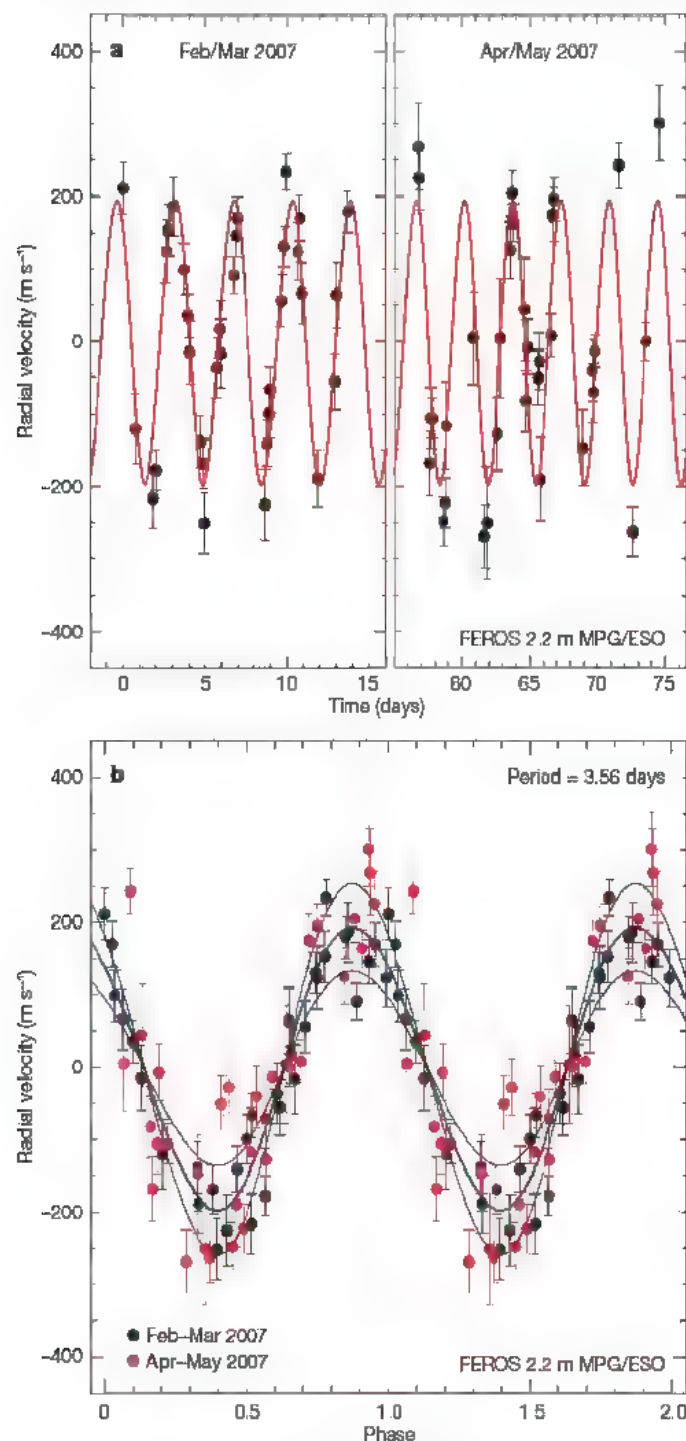 a
Feb/Mar 2007
Apr/May 2007
400
200
0
−200
−400
Radial velocity (m s⁻¹)
FEROS 2.2 m MPG/ESO
0 5 10 15 60 65 70 75
Time (days)
b
Period = 3.56 days
400
200
0
−200
−400
Radial velocity (m s⁻¹)
Feb–Mar 2007
Apr–May 2007
FEROS 2.2 m MPG/ESO
0 0.5 1.0 1.5 2.0
Phase